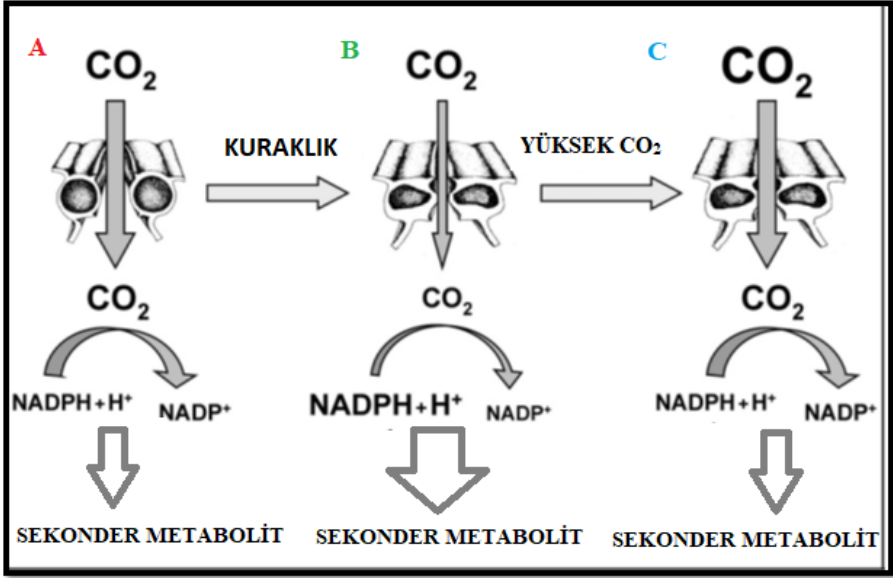 A
CO₂
KURAKLIK
CO₂
NADPH + H⁺
NADP⁺
SEKONDER METABOLİT
B
CO₂
YÜKSEK CO₂
CO₂
NADPH + H⁺
NADP⁺
SEKONDER METABOLİT
C
CO₂
CO₂
NADPH + H⁺
NADP⁺
SEKONDER METABOLİT